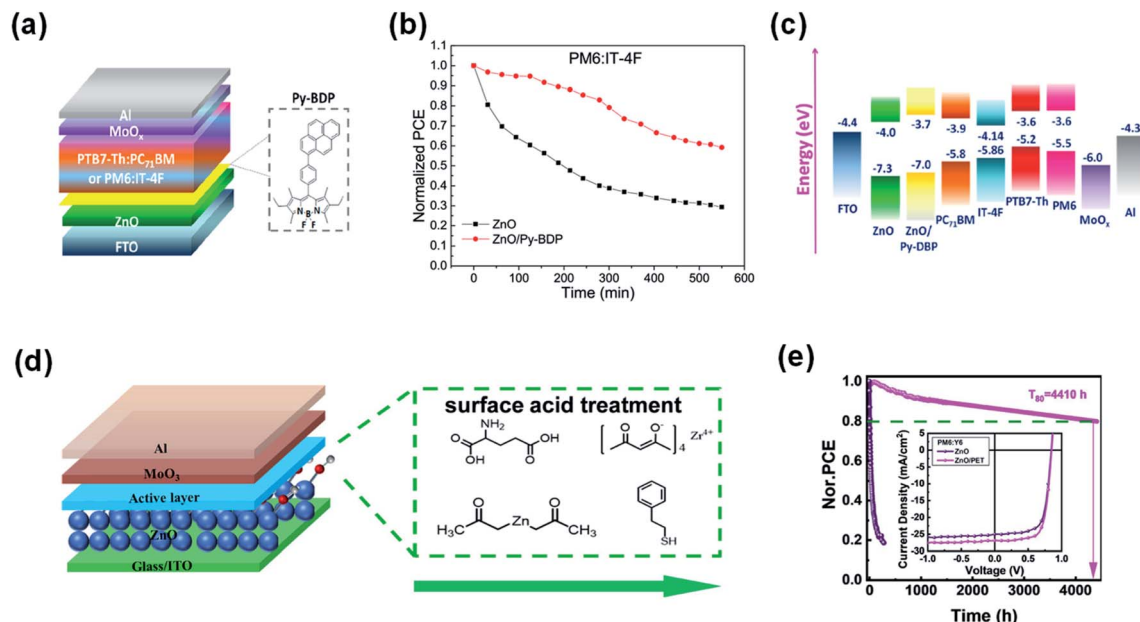 (a)
Al
MoOx
PTB7-Th:PC71BM
or PM6:IT-4F
ZnO
FTO
Py-BDP
N
B
N
F F
(b)
PM6:IT-4F
Normalized PCE
1.0
0.9
0.8
0.7
0.6
0.5
0.4
0.3
0.2
0.1
0.0
ZnO
ZnO/Py-BDP
0 100 200 300 400 500 600
Time (min)
(c)
Energy (eV)
-4.4
FTO
-4.0
-7.3
ZnO
-3.7
-7.0
ZnO/
Py-DBP
-3.9
-5.8
PC71BM
-4.14
-5.86
IT-4F
-3.6
-5.2
PTB7-Th
-3.6
-5.5
PM6
-6.0
MoOx
-4.3
Al
(d)
Al
MoO3
Active layer
ZnO
Glass/ITO
surface acid treatment
NH2
O
O
OH
OH
O O-
4 Zr4+
O
O
H3C
Zn
CH3
SH
(e)
Nor.PCE
1.0
0.8
0.6
0.4
0.2
0.0
T80=4410 h
PM6:Y6
ZnO
ZnO/PET
Current Density (mA/cm2)
5
0
-5
-10
-15
-20
-25
-30
-1.0 -0.5 0.0 0.5 1.0
Voltage (V)
0 1000 2000 3000 4000
Time (h)